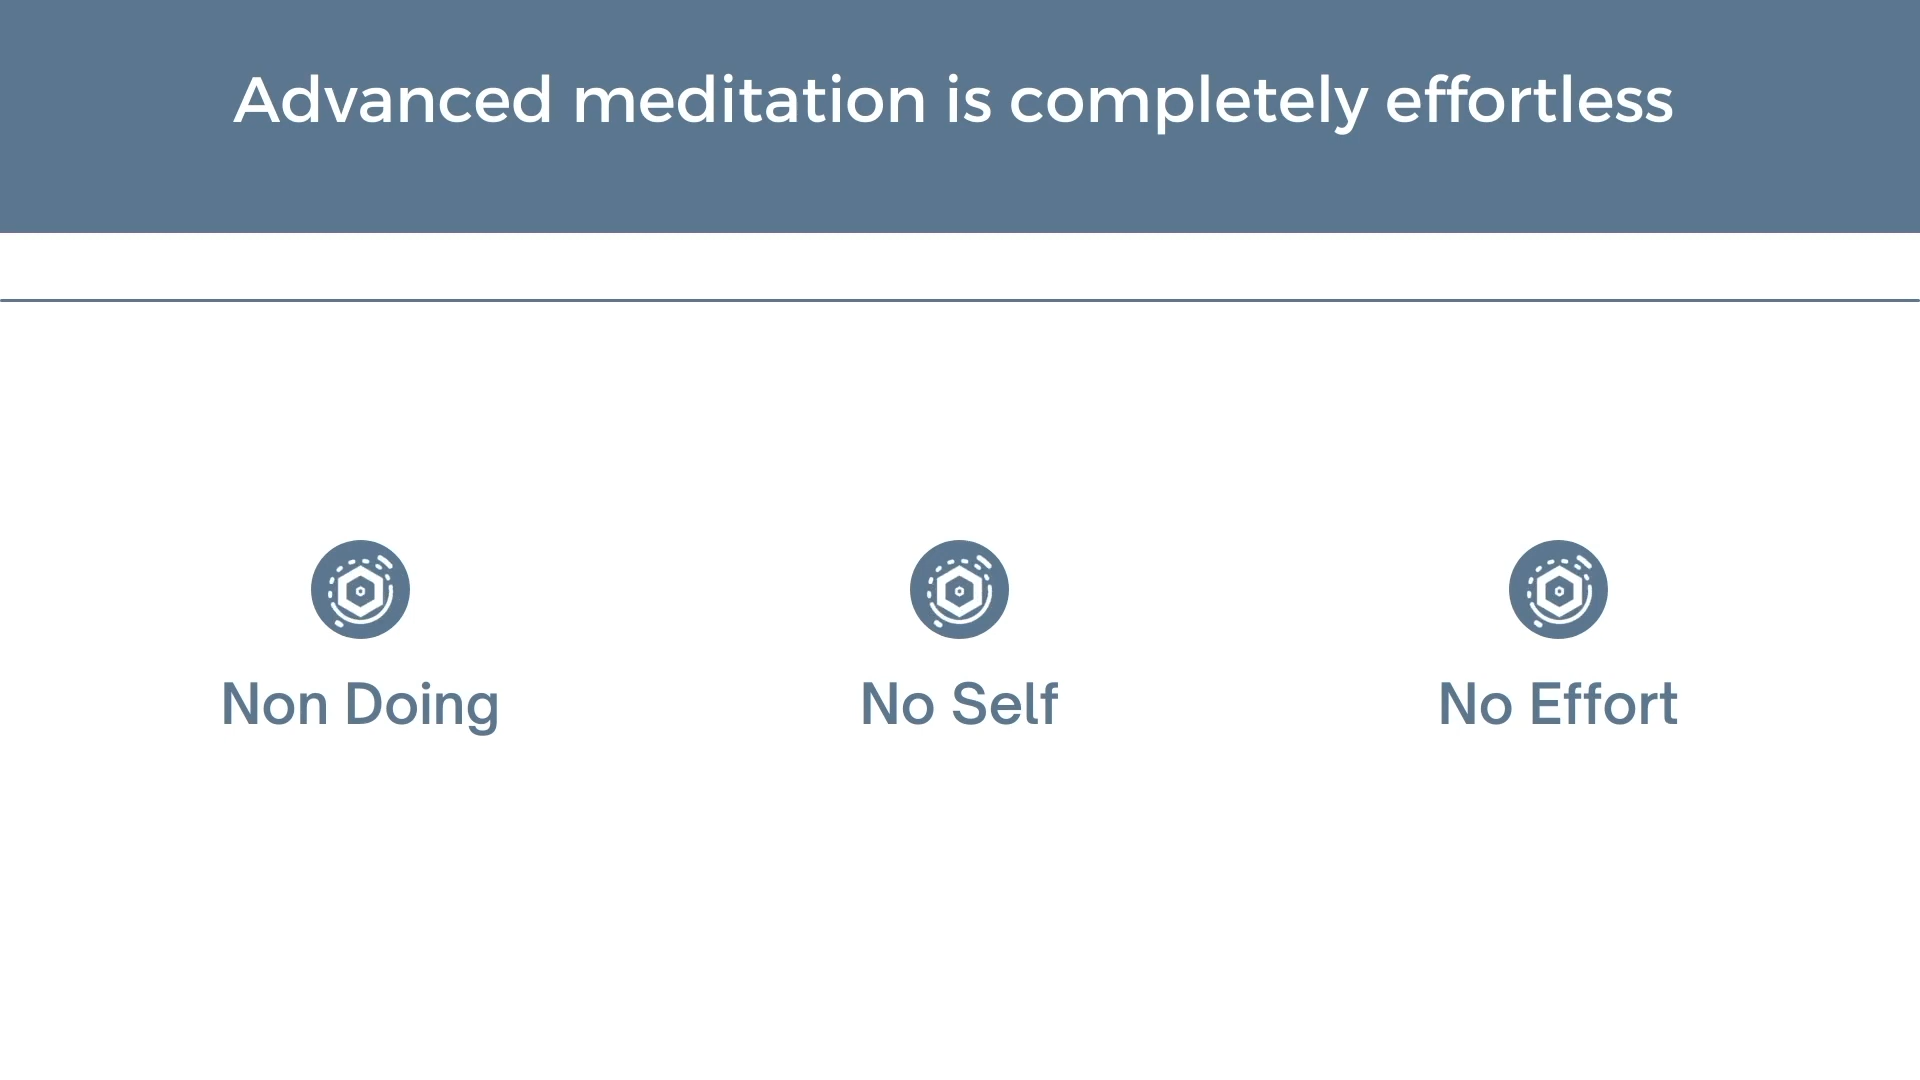 Advanced meditation is completely effortless
Non Doing
No Self
No Effort